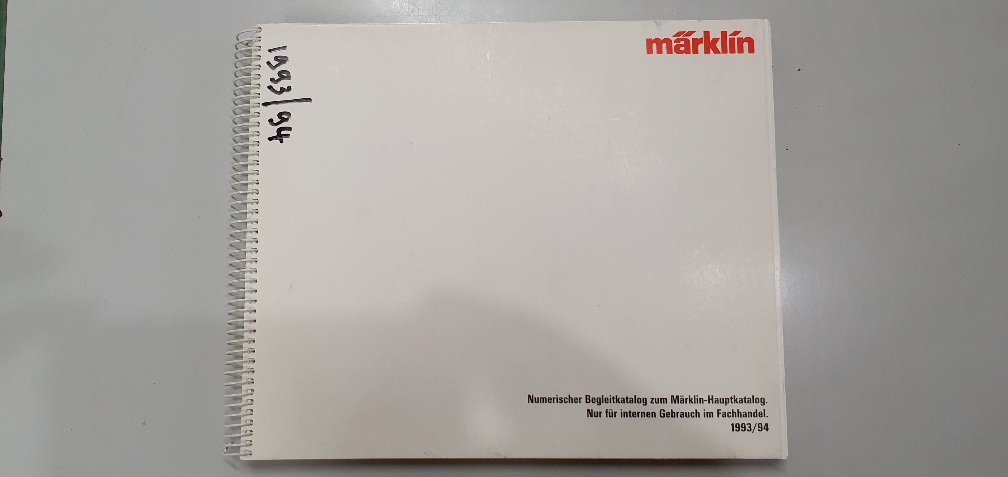 märklin
1993/94
Numerischer Begleitkatalog zum Märklin-Hauptkatalog.
Nur für internen Gebrauch im Fachhandel.
1993/94